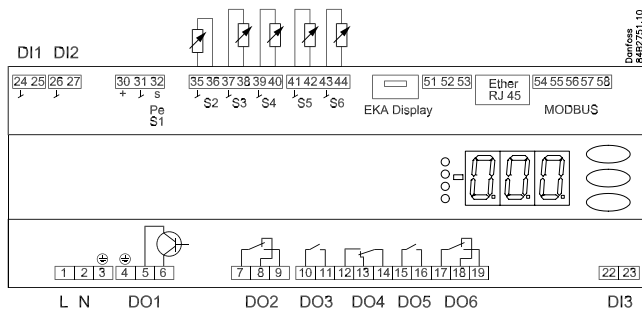 Danfoss
84B2751.10
DI1 DI2
24 25 26 27 30 31 32 35 36 37 38 39 40 41 42 43 44 51 52 53 54 55 56 57 58
+ s
Pe
S1
S2 S3 S4 S5 S6
EKA Display
Ether
RJ 45
MODBUS
000
1 2 3 4 5 6 7 8 9 10 11 12 13 14 15 16 17 18 19 22 23
L N DO1 DO2 DO3 DO4 DO5 DO6 DI3